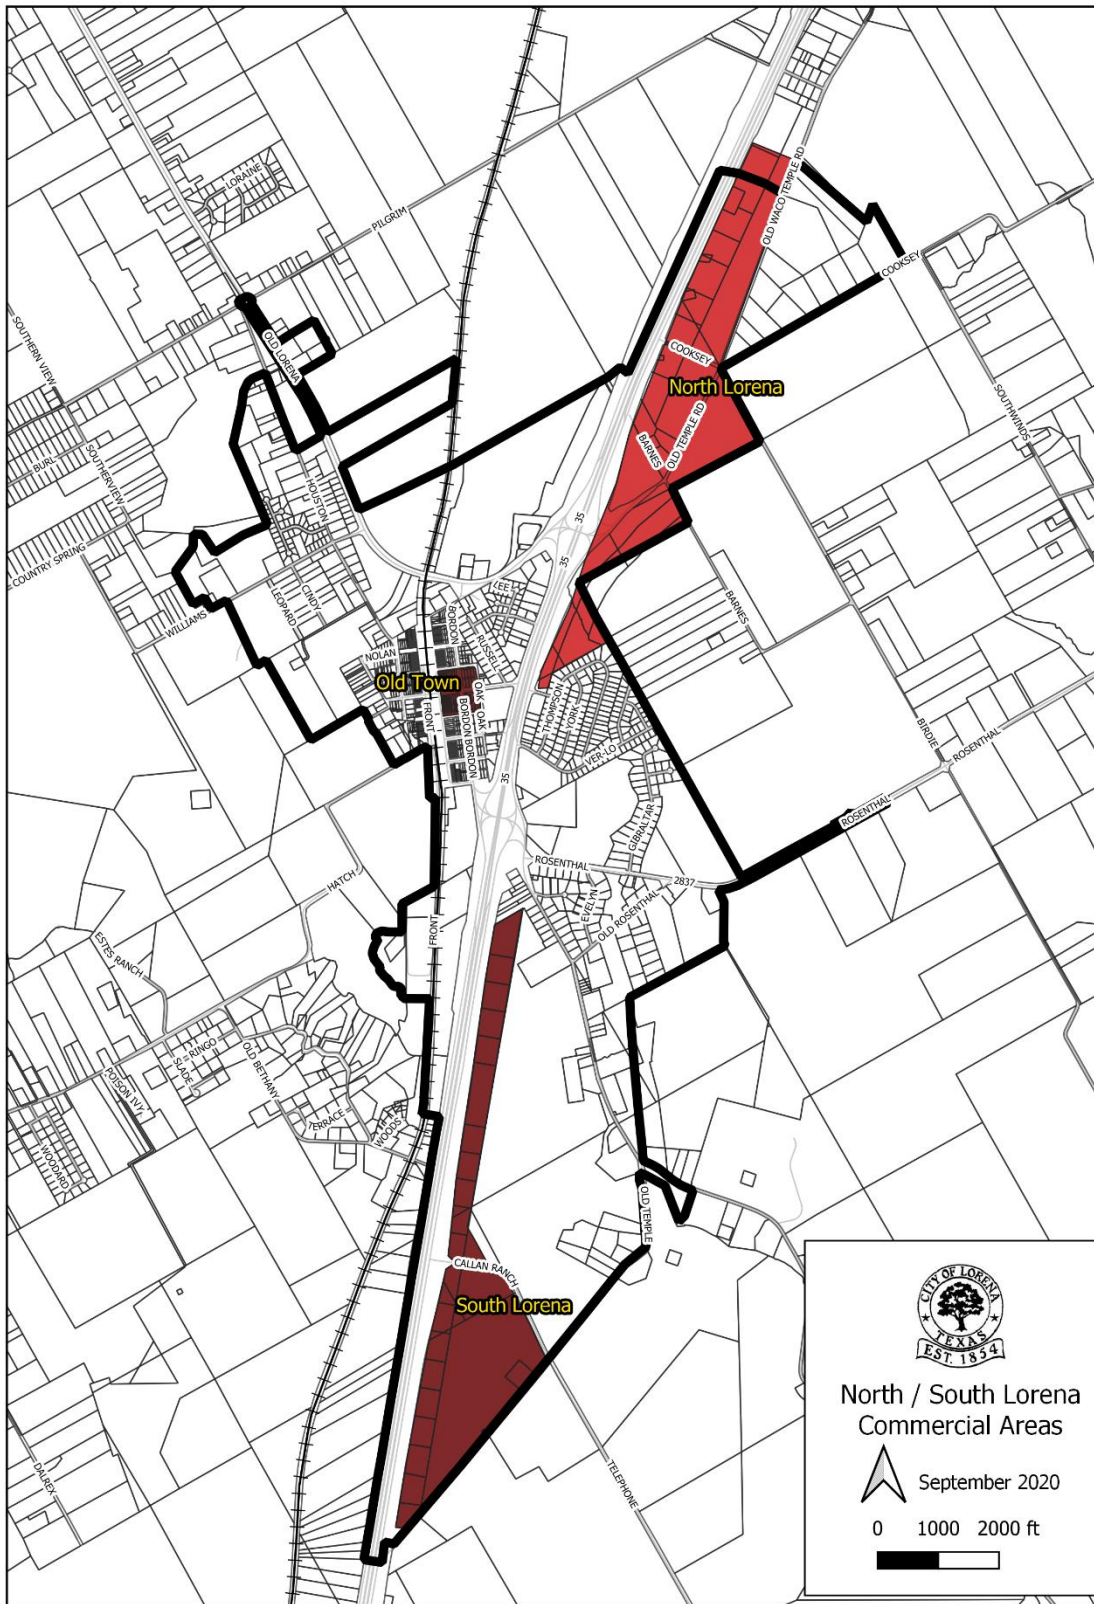 LORAINE
PILGRIM
OLD WACO TEMPLE RD
COOKSEY
SOUTHERN VIEW
OLD LORENA
COOKSEY
North Lorena
SOUTHWINDS
BURL
SOUTHERVIEW
BARNES
OLD TEMPLE RD
HOUSTON
35
COUNTRY SPRING
35
LEE
WILLIAMS
LEOPARD
CINDY
BORDON
RUSSELL
BARNES
NOLAN
Old Town
OAK
OAK
THOMPSON
YORK
FRONT
BORDON
BORDON
VER-LO
BIRDIE
ROSENTHAL
35
GIBRALTAR
ROSENTHAL
ROSENTHAL
2837
HATCH
EVELYN
OLD ROSENTHAL
FRONT
ESTES RANCH
SLADE
RINGO
OLD BETHANY
POISON IVY
TERRACE
WOODS
WOODARD
OLD TEMPLE
CALLAN RANCH
South Lorena
DALREX
TELEPHONE
CITY OF LORENA
TEXAS
EST. 1854
North / South Lorena
Commercial Areas
September 2020
0 1000 2000 ft